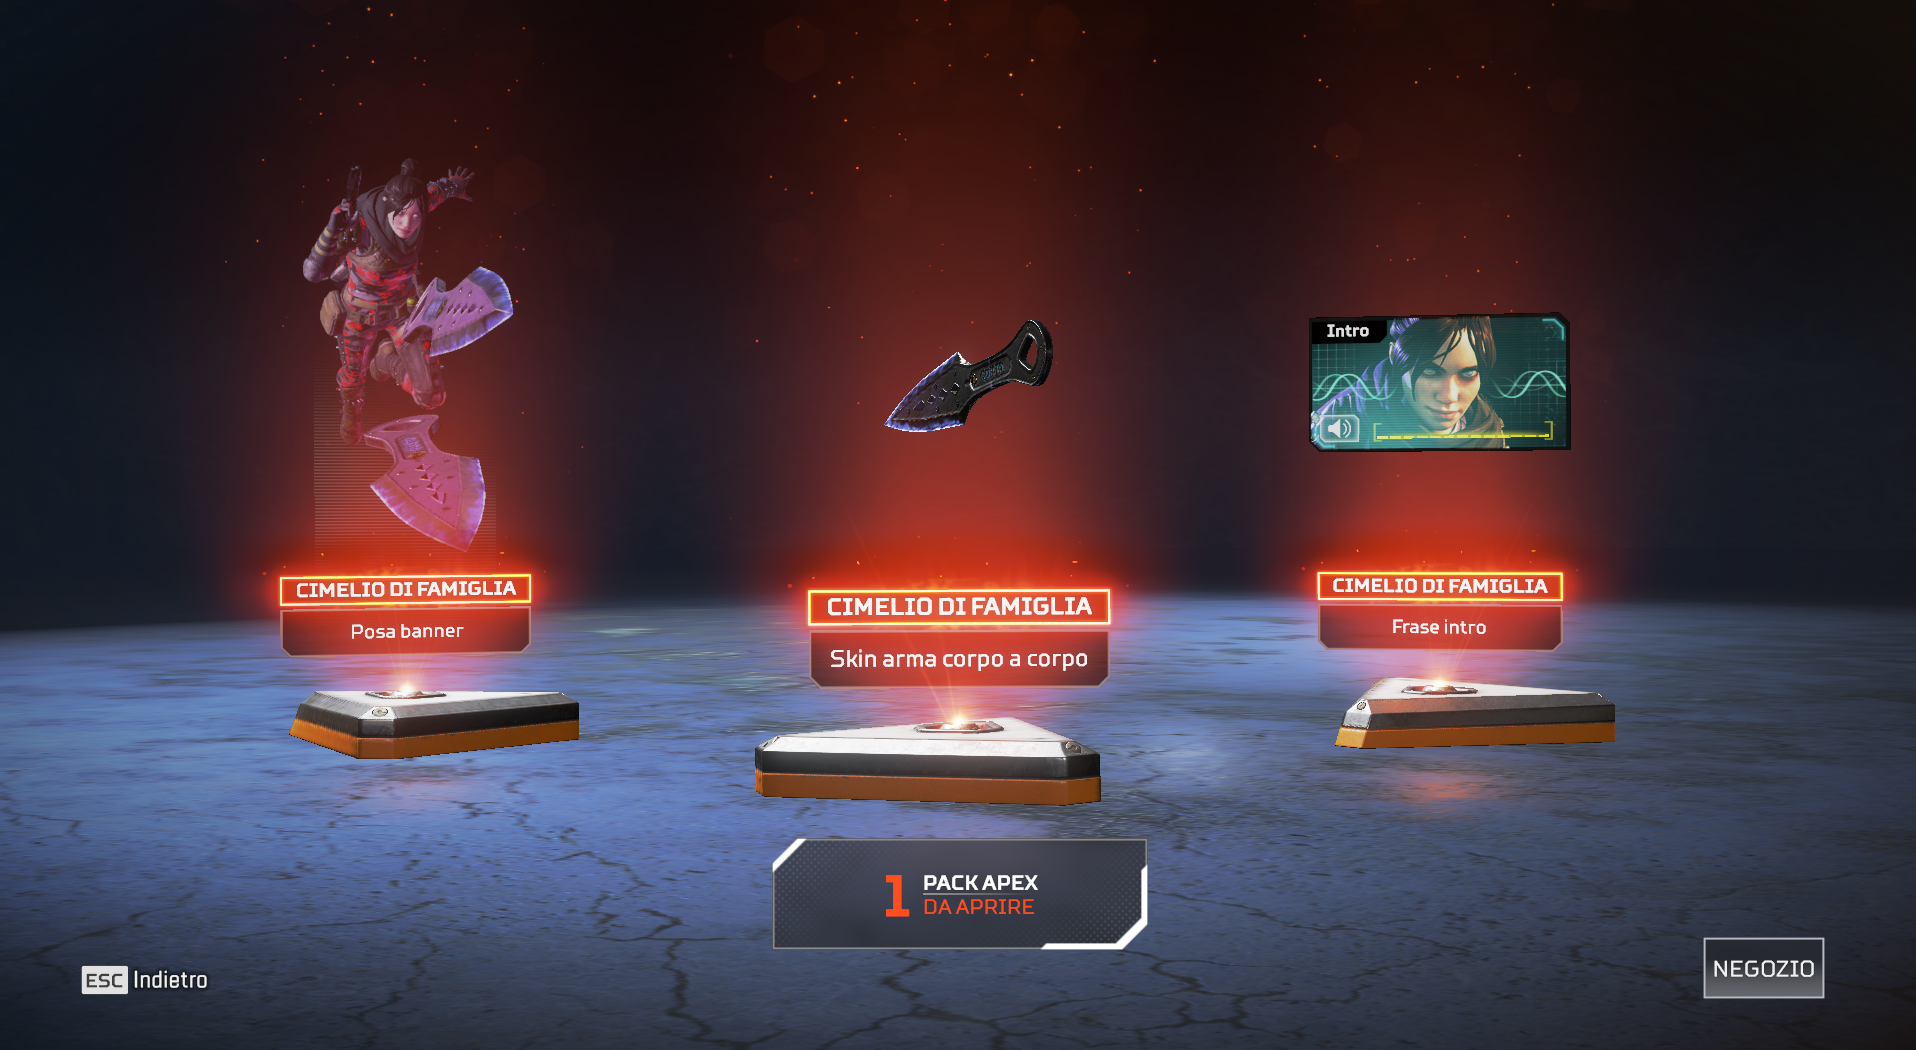 Intro
CIMELIO DI FAMIGLIA
Posa banner
CIMELIO DI FAMIGLIA
Skin arma corpo a corpo
CIMELIO DI FAMIGLIA
Frase intro
1 PACK APEX
DA APRIRE
ESC Indietro
NEGOZIO